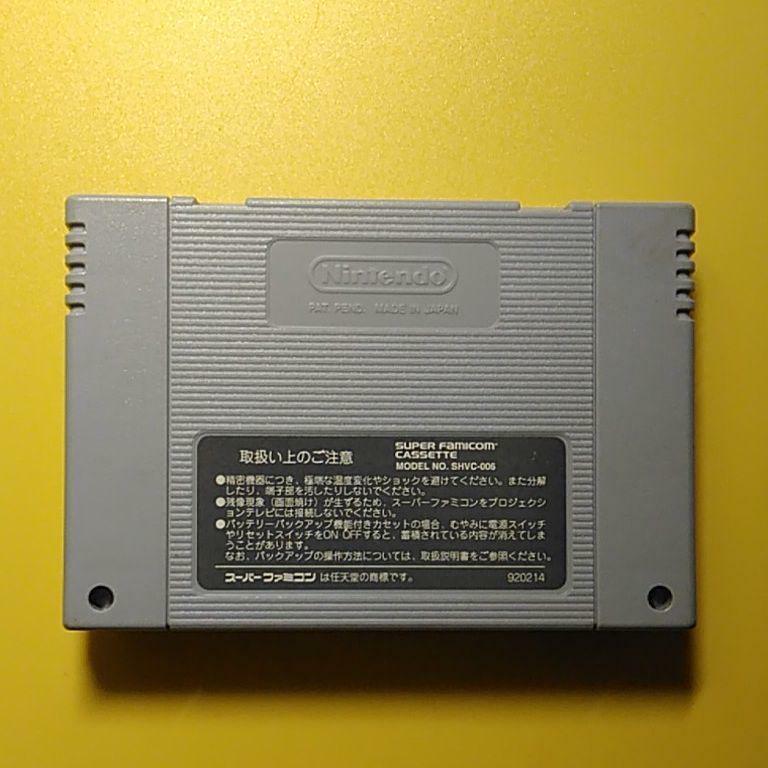 Nintendo
PAT PEND. MADE IN JAPAN
取扱い上のご注意
SUPER FAMICOM
CASSETTE
MODEL NO. SHVC-006
●精密機器につき、極端な温度変化やショックを避けてください。また分解
したり、端子部を汚したりしないでください。
●残像現象（画面焼け）が生ずるため、スーパーファミコンをプロジェクシ
ョンテレビには接続しないでください。
●バッテリーバックアップ機能付きカセットの場合、むやみに電源スイッチ
やリセットスイッチをON OFFすると、蓄積されている内容が消えてしま
うことがあります。
なお、バックアップの操作方法については、取扱説明書をご参照ください。
スーパーファミコン は任天堂の商標です。
920214